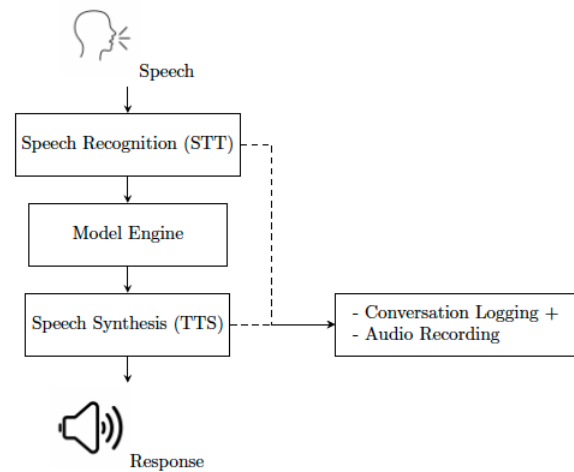 Speech
Speech Recognition (STT)
Model Engine
Speech Synthesis (TTS)
- Conversation Logging +
- Audio Recording
Response